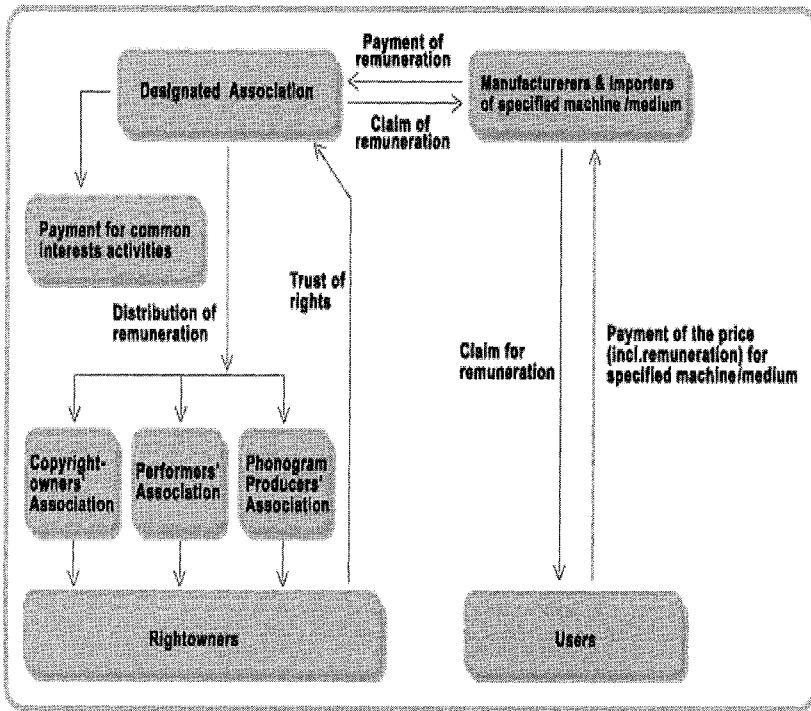 Payment of
remuneration
Designated Association
Manufacturerers & importers
of specified machine /medium
Claim of
remuneration
Payment for common
interests activities
Trust of
rights
Distribution of
remuneration
Claim for
remuneration
Payment of the price
(incl.remuneration) for
specified machine/medium
Copyright-
owners'
Association
Performers'
Association
Phonogram
Producers'
Association
Rightowners
Users